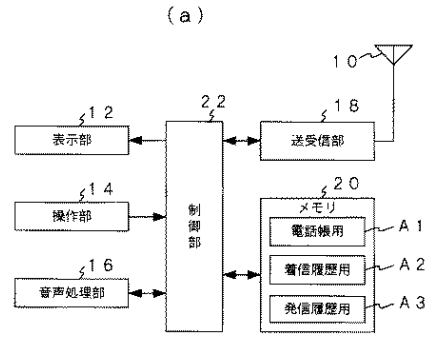 (a)
10
22
12
表示部
18
送受信部
14
操作部
制御部
20
メモリ
電話帳用
A1
16
音声処理部
着信履歴用
A2
発信履歴用
A3